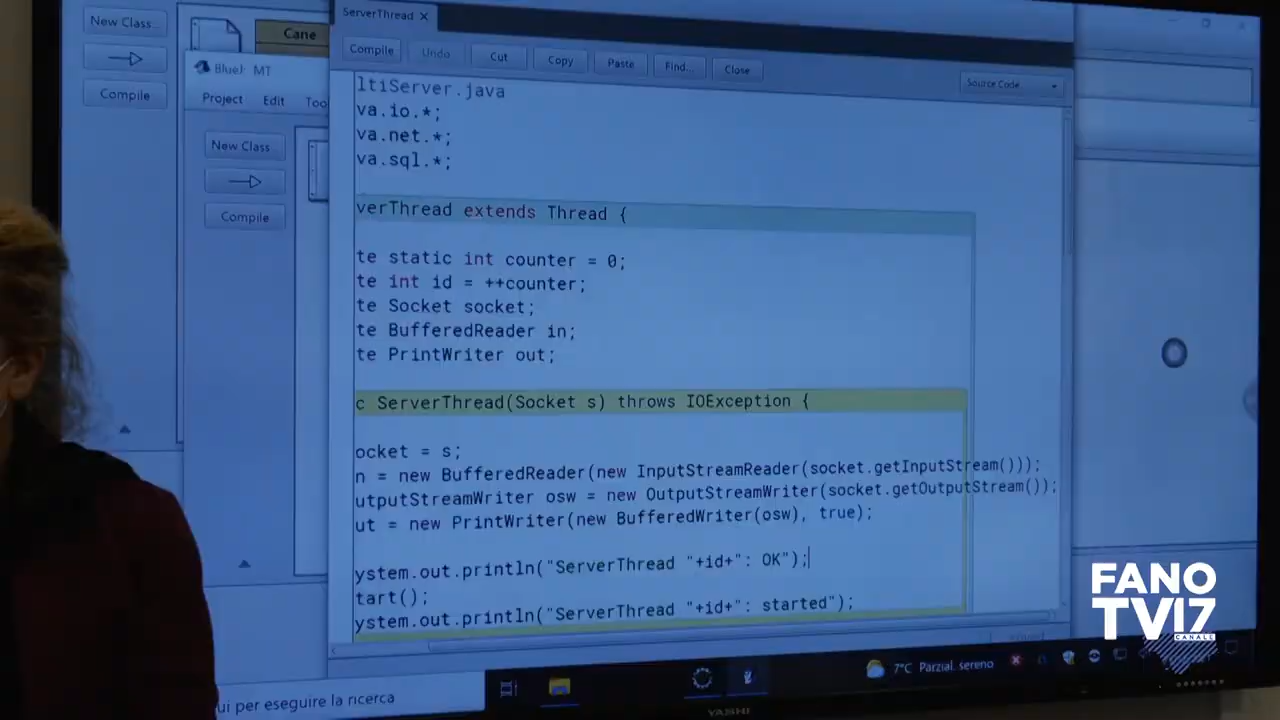 New Class...
Compile
Cane
BlueJ: MT
Project Edit Too
New Class...
Compile
ServerThread ×
Compile Undo Cut Copy Paste Find... Close
Source Code
ltiServer.java
va.io.*;
va.net.*;
va.sql.*;
verThread extends Thread {
te static int counter = 0;
te int id = ++counter;
te Socket socket;
te BufferedReader in;
te PrintWriter out;
c ServerThread(Socket s) throws IOException {
ocket = s;
n = new BufferedReader(new InputStreamReader(socket.getInputStream()));
utputStreamWriter osw = new OutputStreamWriter(socket.getOutputStream());
ut = new PrintWriter(new BufferedWriter(osw), true);
ystem.out.println("ServerThread "+id+": OK");
tart();
ystem.out.println("ServerThread "+id+": started");
ui per eseguire la ricerca
7°C Parzial. sereno
YASHI
FANO
TV17
CANALE